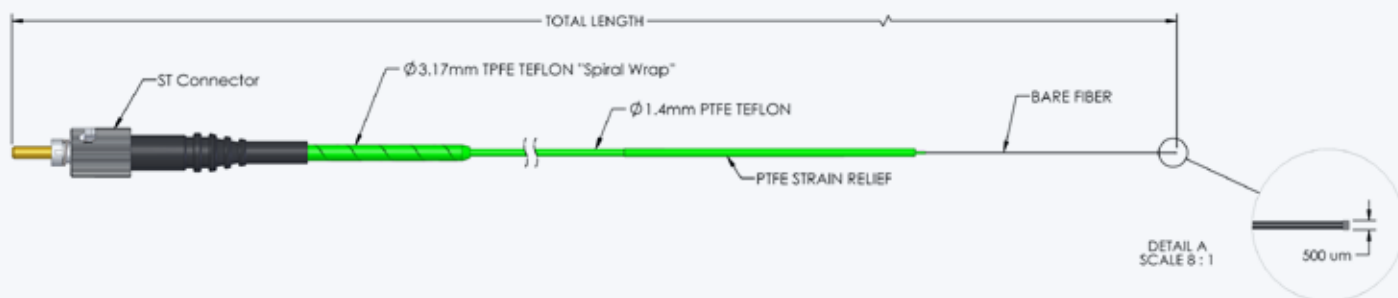 TOTAL LENGTH
ST Connector
Ø3.17mm TPFE TEFLON "Spiral Wrap"
Ø1.4mm PTFE TEFLON
BARE FIBER
PTFE STRAIN RELIEF
DETAIL A
SCALE 8 : 1
500 um